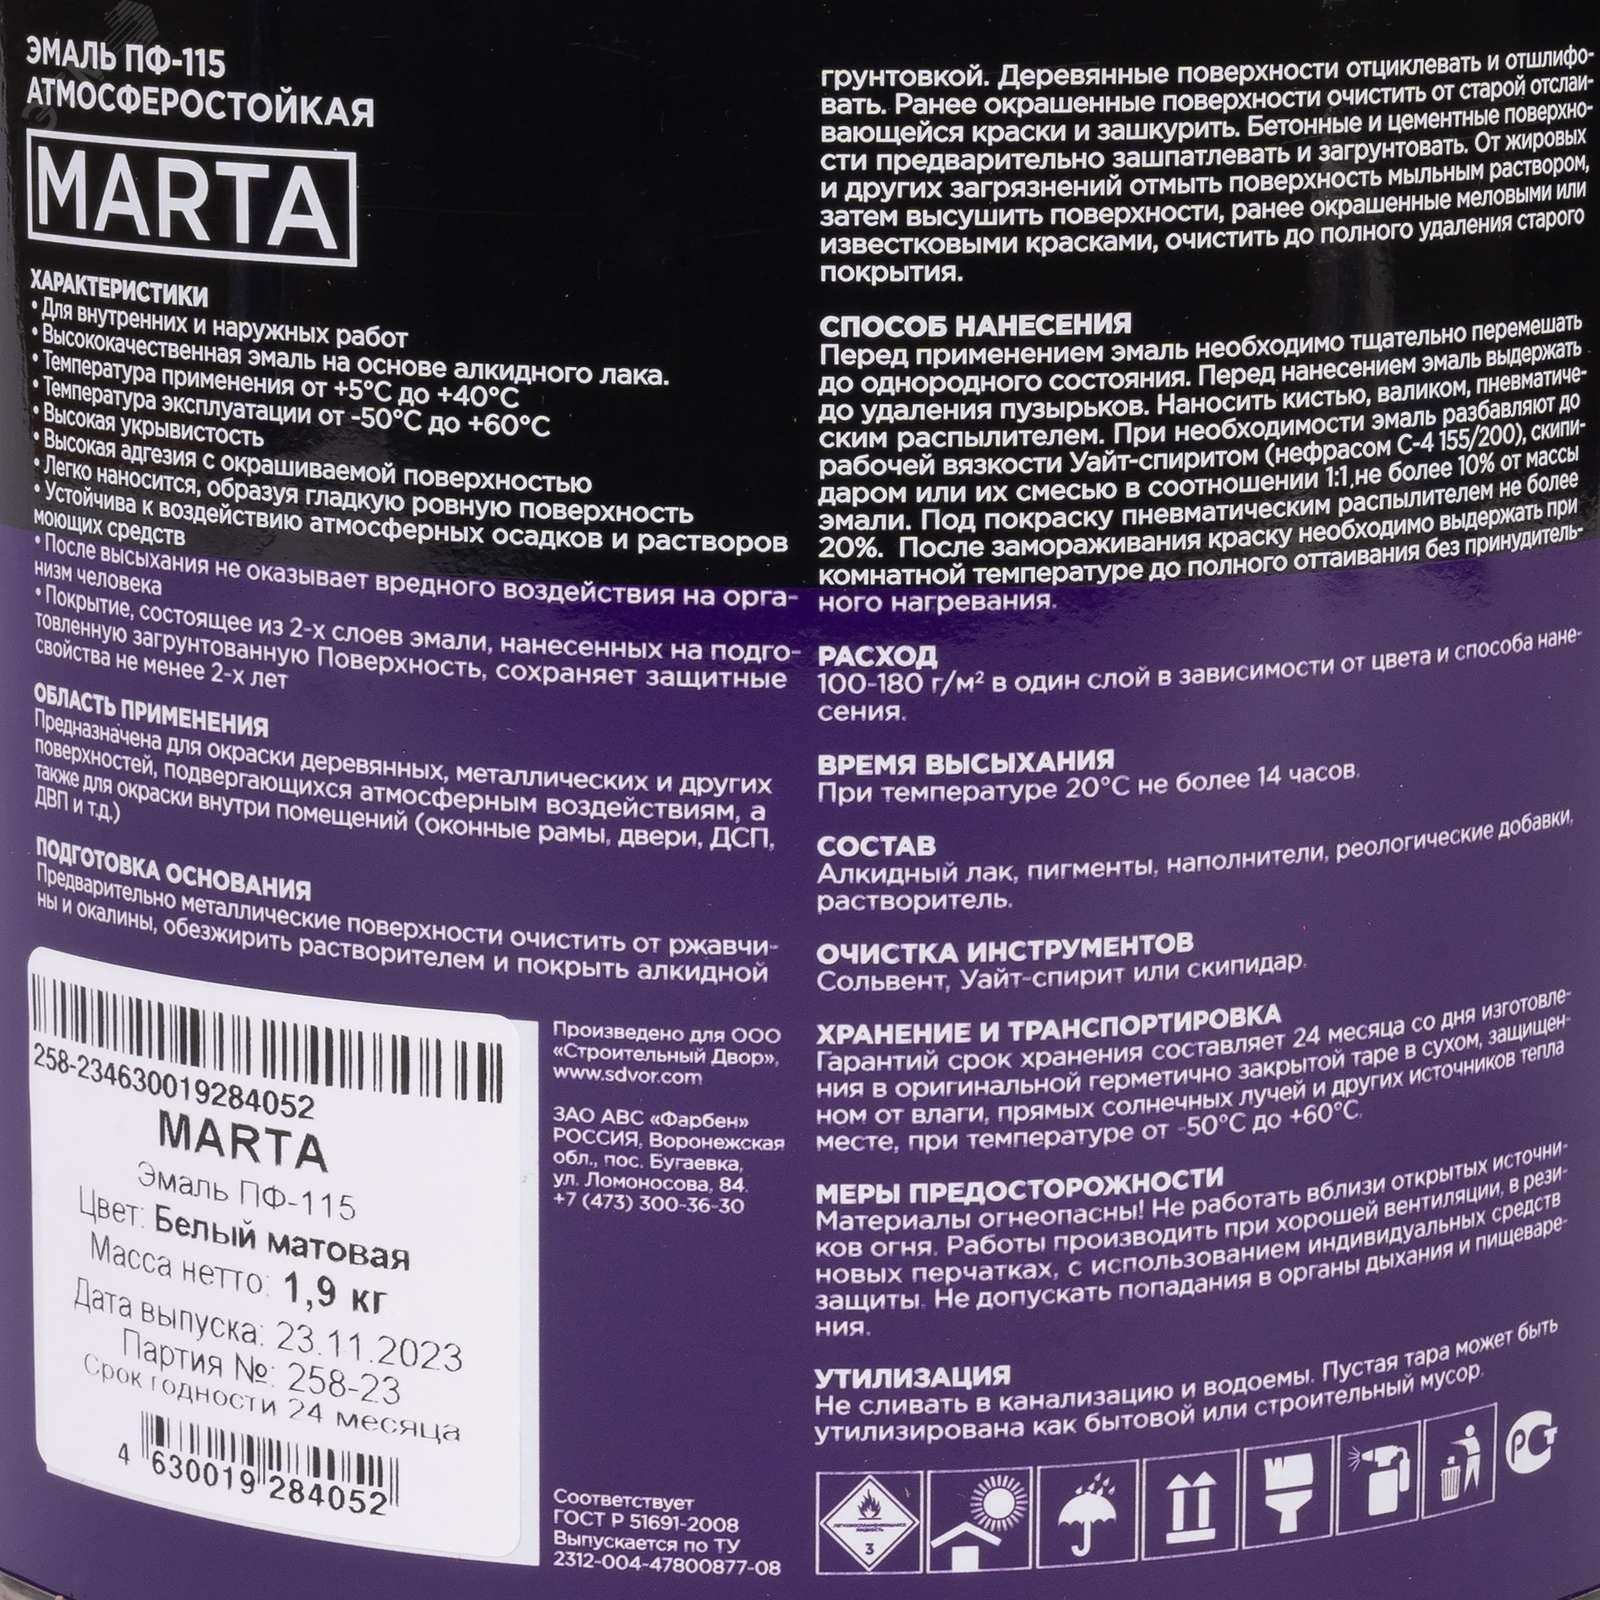 ЭМАЛЬ ПФ-115
АТМОСФЕРОСТОЙКАЯ
MARTA
ХАРАКТЕРИСТИКИ
• Для внутренних и наружных работ
• Высококачественная эмаль на основе алкидного лака.
• Температура применения от +5°С до +40°С
• Температура эксплуатации от -50°С до +60°С
• Высокая укрывистость
• Высокая адгезия с окрашиваемой поверхностью
• Легко наносится, образуя гладкую ровную поверхность
• Устойчива к воздействию атмосферных осадков и растворов
моющих средств
• После высыхания не оказывает вредного воздействия на орга-
низм человека
• Покрытие, состоящее из 2-х слоев эмали, нанесенных на подго-
товленную загрунтованную Поверхность, сохраняет защитные
свойства не менее 2-х лет
ОБЛАСТЬ ПРИМЕНЕНИЯ
Предназначена для окраски деревянных, металлических и других
поверхностей, подвергающихся атмосферным воздействиям, а
также для окраски внутри помещений (оконные рамы, двери, ДСП,
ДВП и т.д.)
ПОДГОТОВКА ОСНОВАНИЯ
Предварительно металлические поверхности очистить от ржавчи-
ны и окалины, обезжирить растворителем и покрыть алкидной
грунтовкой. Деревянные поверхности отциклевать и отшлифо-
вать. Ранее окрашенные поверхности очистить от старой отслаи-
вающейся краски и зашкурить. Бетонные и цементные поверхно-
сти предварительно зашпатлевать и загрунтовать. От жировых
и других загрязнений отмыть поверхность мыльным раствором,
затем высушить поверхности, ранее окрашенные меловыми или
известковыми красками, очистить до полного удаления старого
покрытия.
СПОСОБ НАНЕСЕНИЯ
Перед применением эмаль необходимо тщательно перемешать
до однородного состояния. Перед нанесением эмаль выдержать
до удаления пузырьков. Наносить кистью, валиком, пневматиче-
ским распылителем. При необходимости эмаль разбавляют до
рабочей вязкости Уайт-спиритом (нефрасом С-4 155/200), скипи-
даром или их смесью в соотношении 1:1,не более 10% от массы
эмали. Под покраску пневматическим распылителем не более
20%. После замораживания краску необходимо выдержать при
комнатной температуре до полного оттаивания без принудитель-
ного нагревания.
РАСХОД
100-180 г/м² в один слой в зависимости от цвета и способа нане-
сения.
ВРЕМЯ ВЫСЫХАНИЯ
При температуре 20°С не более 14 часов.
СОСТАВ
Алкидный лак, пигменты, наполнители, реологические добавки,
растворитель.
ОЧИСТКА ИНСТРУМЕНТОВ
Сольвент, Уайт-спирит или скипидар.
ХРАНЕНИЕ И ТРАНСПОРТИРОВКА
Гарантий срок хранения составляет 24 месяца со дня изготовле-
ния в оригинальной герметично закрытой таре в сухом, защищен-
ном от влаги, прямых солнечных лучей и других источников тепла
месте, при температуре от -50°С до +60°С.
МЕРЫ ПРЕДОСТОРОЖНОСТИ
Материалы огнеопасны! Не работать вблизи открытых источни-
ков огня. Работы производить при хорошей вентиляции, в рези-
новых перчатках, с использованием индивидуальных средств
защиты. Не допускать попадания в органы дыхания и пищеваре-
ния.
УТИЛИЗАЦИЯ
Не сливать в канализацию и водоемы. Пустая тара может быть
утилизирована как бытовой или строительный мусор.
258-234630019284052
MARTA
Эмаль ПФ-115
Цвет: Белый матовая
Масса нетто: 1,9 кг
Дата выпуска: 23.11.2023
Партия №: 258-23
Срок годности 24 месяца
4 630019 284052
Произведено для ООО
«Строительный Двор»,
www.sdvor.com
ЗАО АВС «Фарбен»
РОССИЯ, Воронежская
обл., пос. Бугаевка,
ул. Ломоносова, 84.
+7 (473) 300-36-30
Соответствует
ГОСТ Р 51691-2008
Выпускается по ТУ
2312-004-47800877-08
ЛЕГКОВОСПЛАМЕНЯЮЩАЯСЯ
ЖИДКОСТЬ
3
РСТ